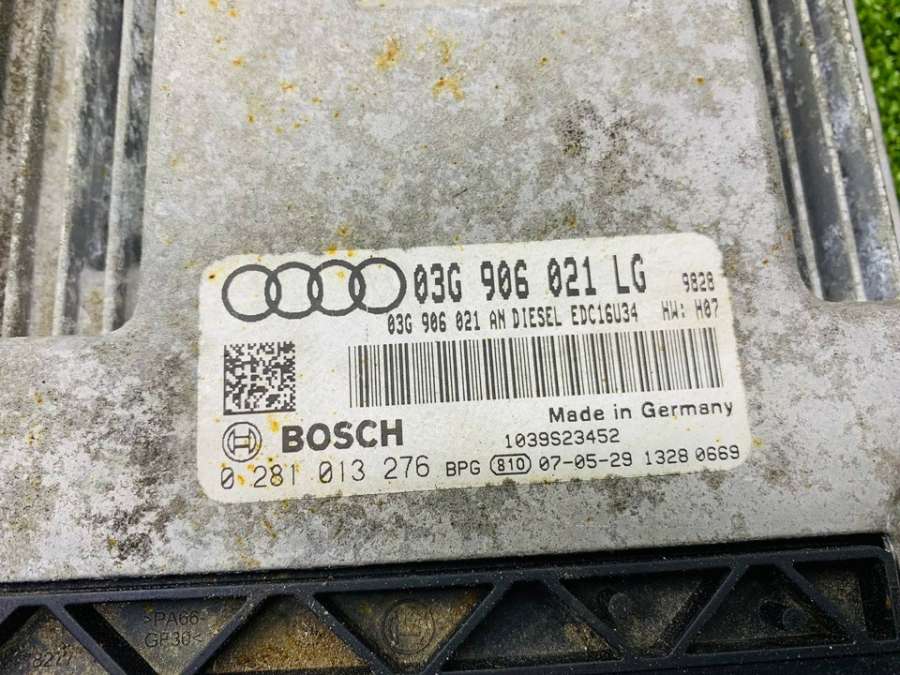 03G 906 021 LG 9828
03G 906 021 AN DIESEL EDC16U34 HW: H07
Made in Germany
BOSCH 1039S23452
0 281 013 276 BPG 810 07-05-29 1328 0669
>PA66-
GF30<